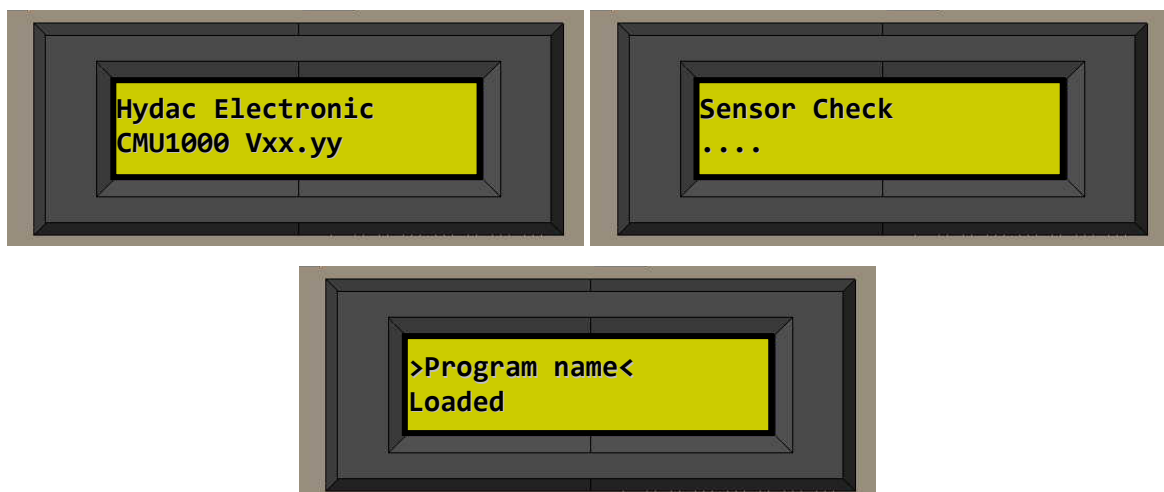 Hydac Electronic
CMU1000 Vxx.yy
Sensor Check
....
>Program name<
Loaded